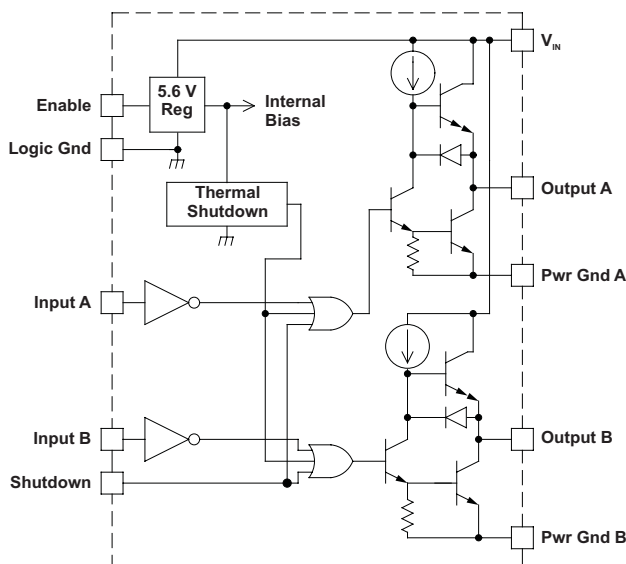 V_IN
Enable
5.6 V
Reg
Internal
Bias
Logic Gnd
Thermal
Shutdown
Output A
Pwr Gnd A
Input A
Input B
Output B
Shutdown
Pwr Gnd B